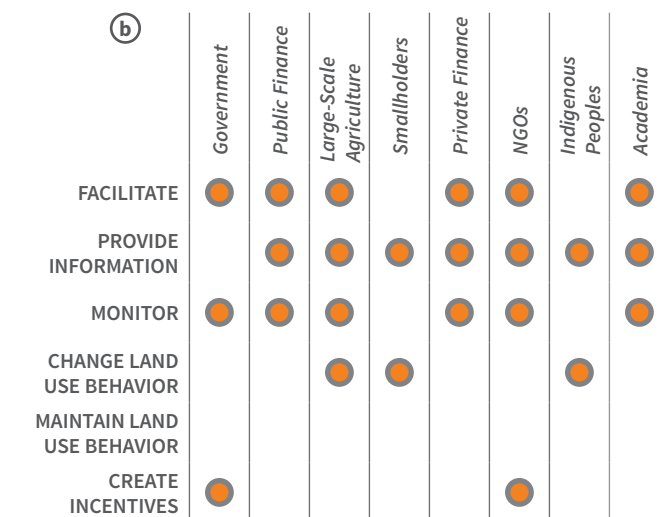 b
Government
Public Finance
Large-Scale
Agriculture
Smallholders
Private Finance
NGOs
Indigenous
Peoples
Academia
FACILITATE
PROVIDE
INFORMATION
MONITOR
CHANGE LAND
USE BEHAVIOR
MAINTAIN LAND
USE BEHAVIOR
CREATE
INCENTIVES